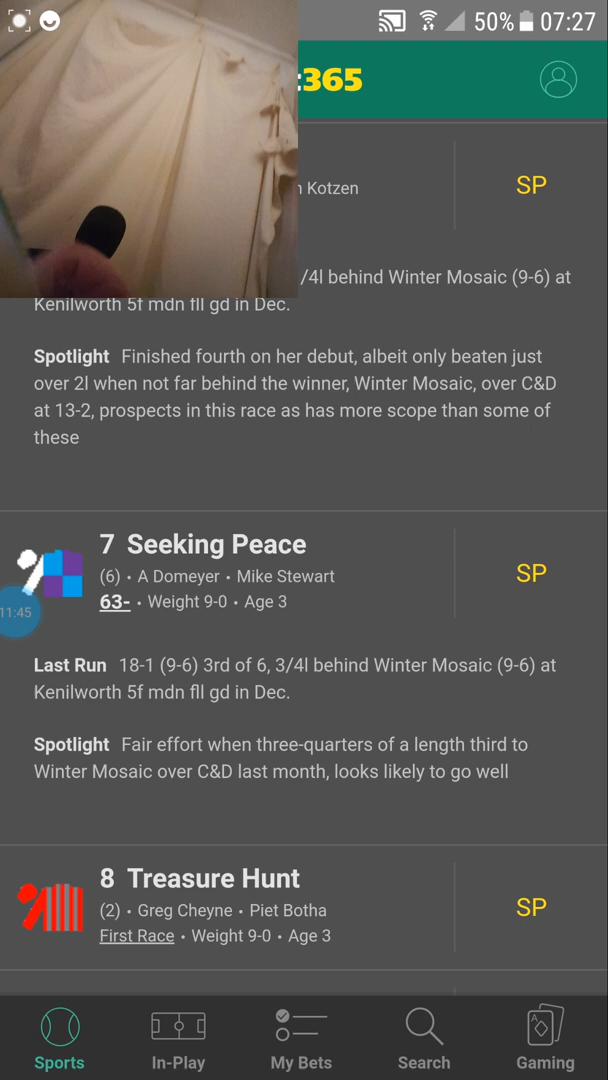 50% 07:27
365
Kotzen
SP
/4l behind Winter Mosaic (9-6) at
Kenilworth 5f mdn fll gd in Dec.
Spotlight Finished fourth on her debut, albeit only beaten just
over 2l when not far behind the winner, Winter Mosaic, over C&D
at 13-2, prospects in this race as has more scope than some of
these
7 Seeking Peace
SP
(6) • A Domeyer • Mike Stewart
63- • Weight 9-0 • Age 3
11:45
Last Run 18-1 (9-6) 3rd of 6, 3/4l behind Winter Mosaic (9-6) at
Kenilworth 5f mdn fll gd in Dec.
Spotlight Fair effort when three-quarters of a length third to
Winter Mosaic over C&D last month, looks likely to go well
8 Treasure Hunt
SP
(2) • Greg Cheyne • Piet Botha
First Race • Weight 9-0 • Age 3
A
Sports In-Play My Bets Search Gaming